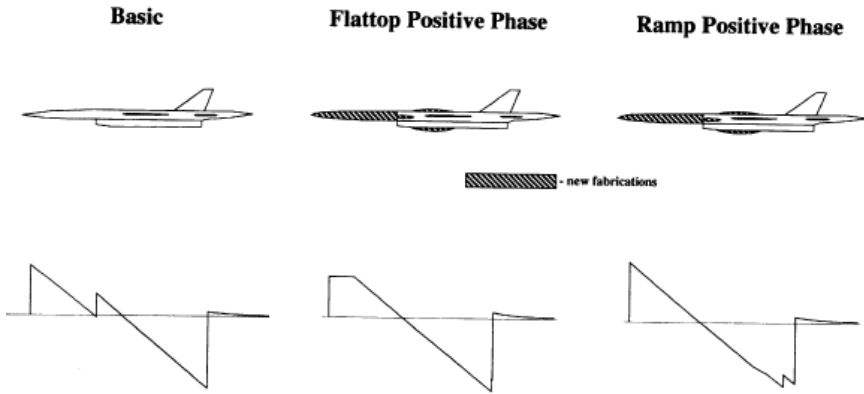 Basic
Flattop Positive Phase
Ramp Positive Phase
- new fabrications